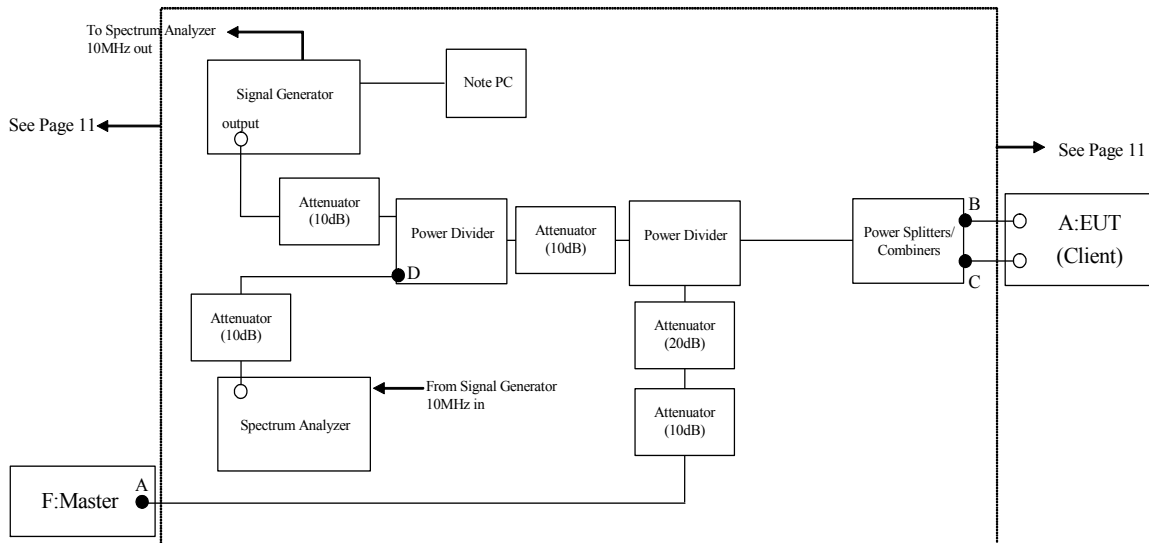 To Spectrum Analyzer
10MHz out
Signal Generator
output
Note PC
See Page 11
See Page 11
Attenuator
(10dB)
Power Divider
D
Attenuator
(10dB)
Power Divider
Power Splitters/
Combiners
B
C
A:EUT
(Client)
Attenuator
(10dB)
Attenuator
(20dB)
From Signal Generator
10MHz in
Spectrum Analyzer
Attenuator
(10dB)
F:Master
A